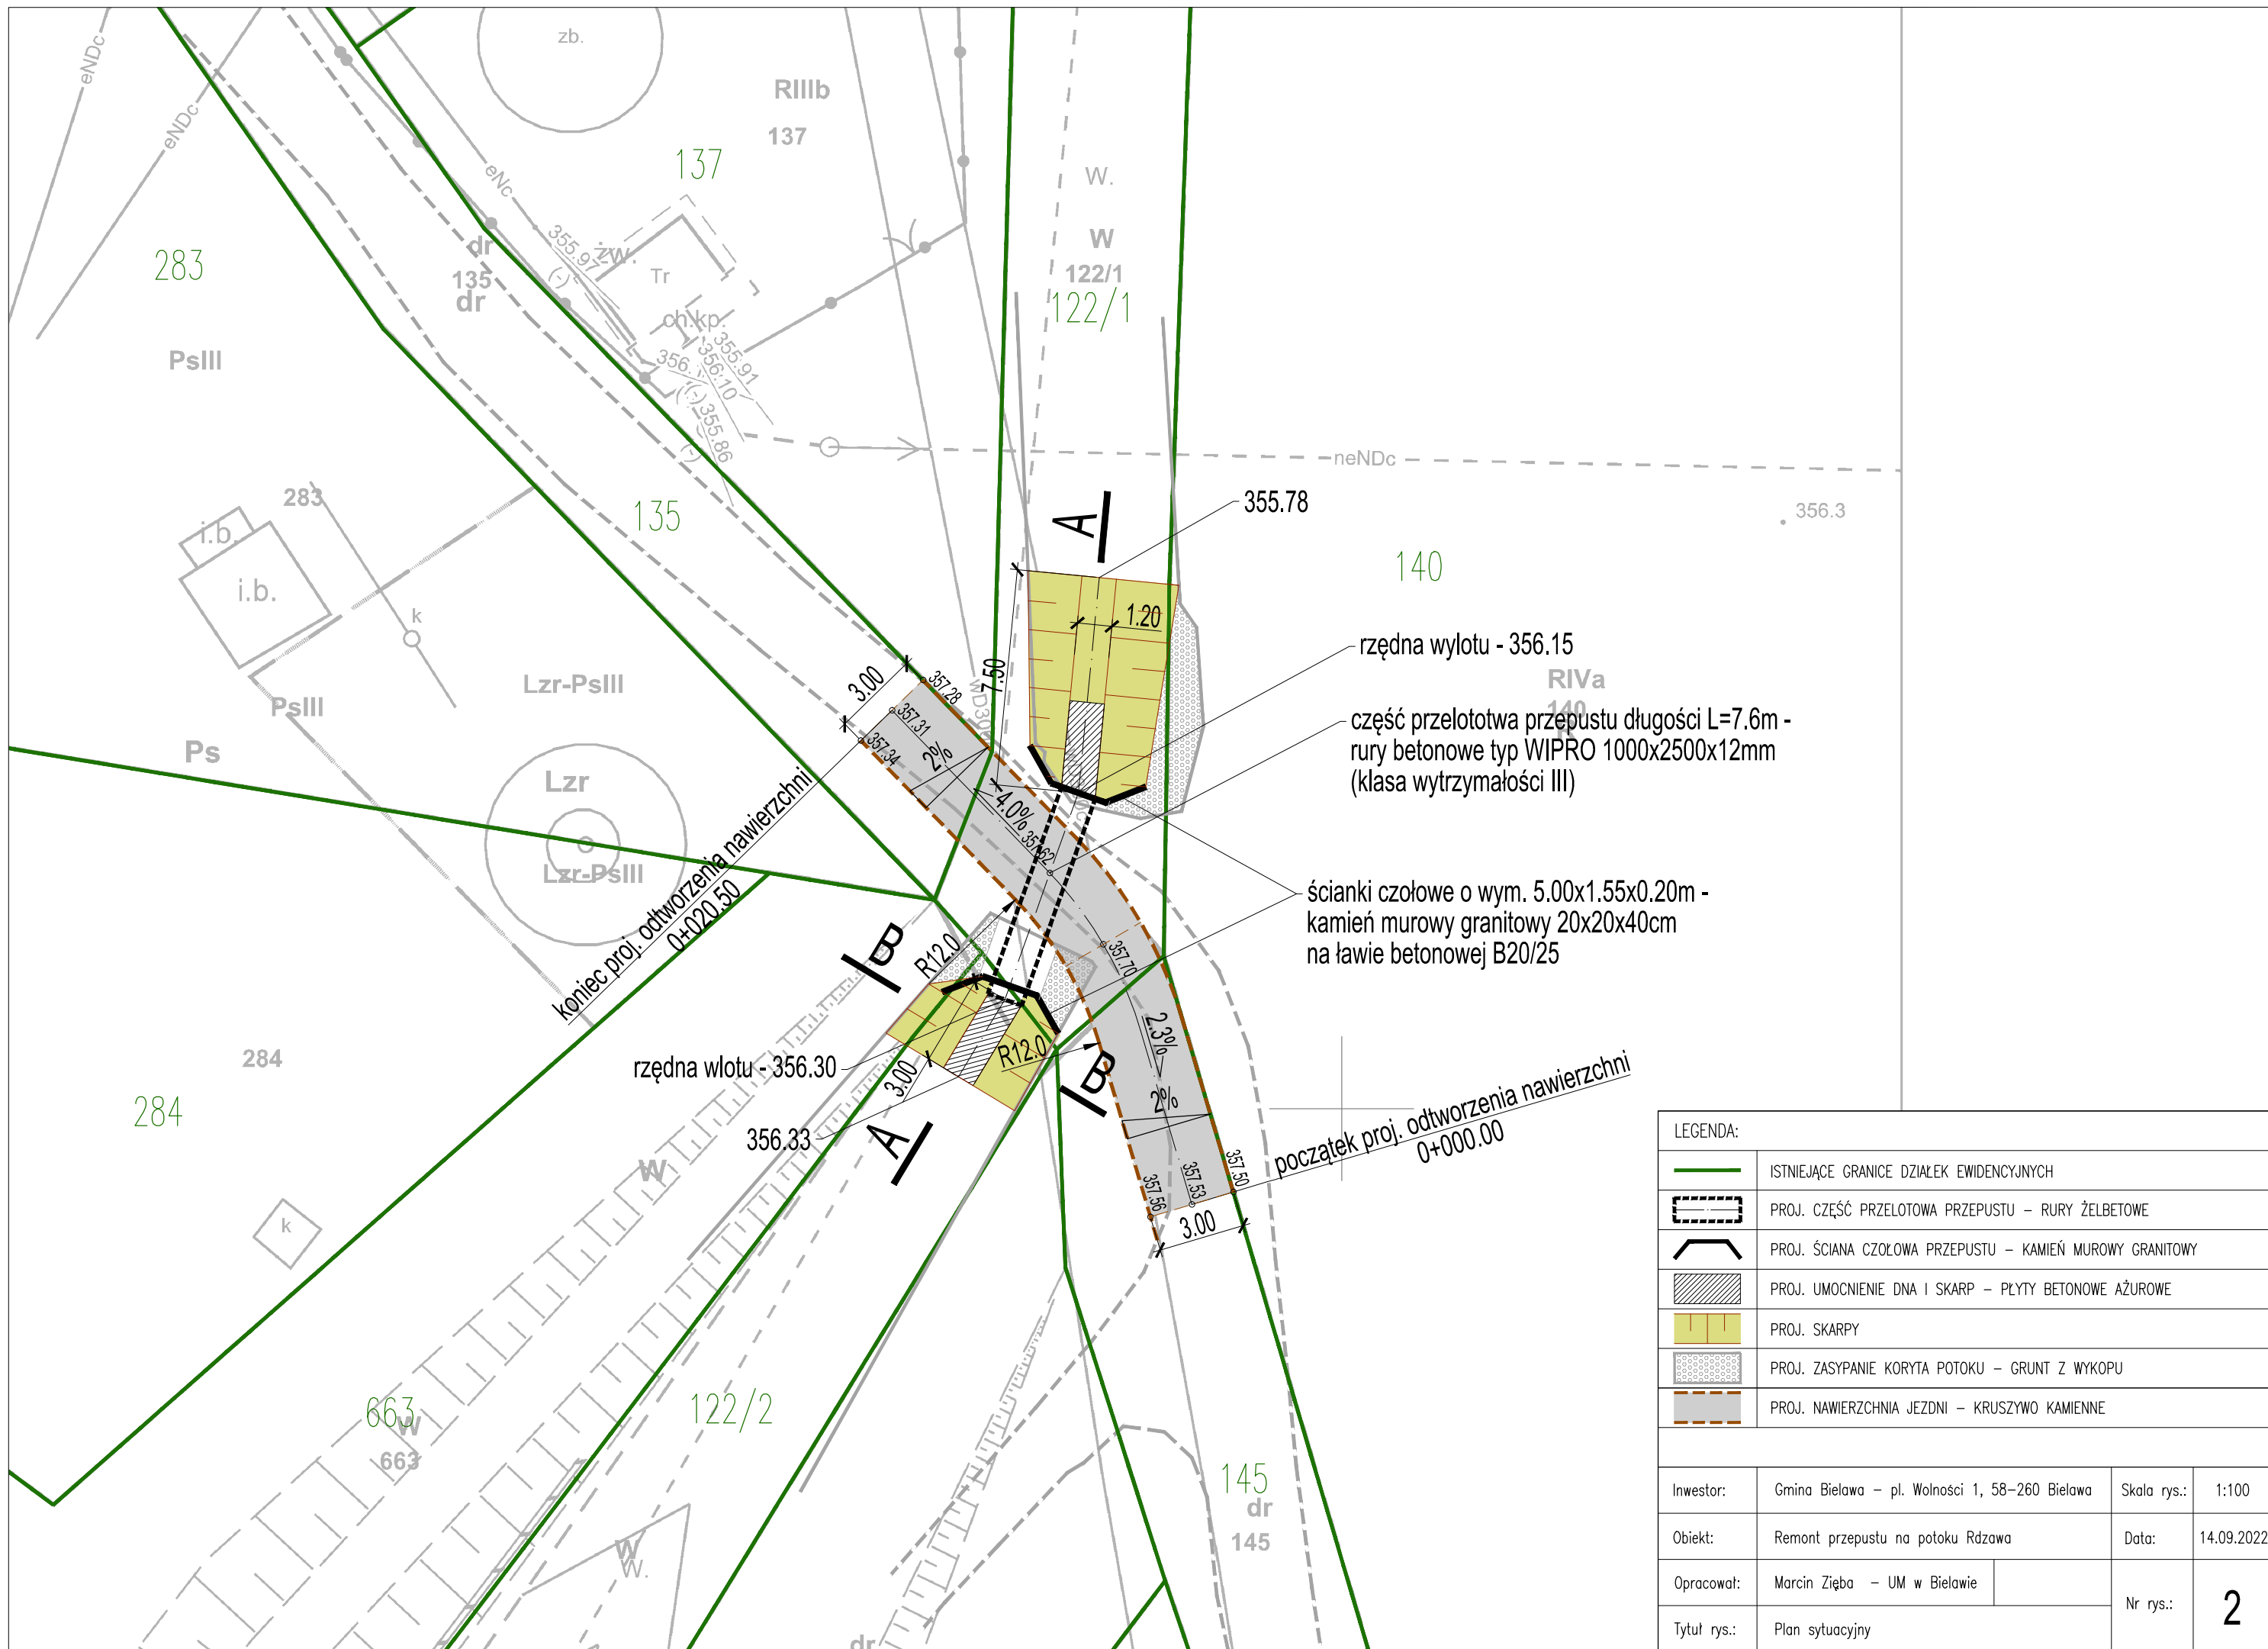 zb.
eNDc
RIIIb
137
eNDc
137
eNc
W.
283
dr
135
dr
355.97
(-)
żw.
Tr
W
122/1
122/1
PsIII
ch.kp.
355.91
356.10
(-)
355.86
(-)
neNDc
283
355.78
A
356.3
i.b.
135
140
i.b.
k
1.20
rzędna wylotu - 356.15
7.50
3.00
357.28
Lzr-PsIII
RIVa
140
PsIII
357.31
357.34
2%
część przelototwa przepustu długości L=7.6m -
rury betonowe typ WIPRO 1000x2500x12mm
(klasa wytrzymałości III)
Ps
Lzr
4.0%
357.62
Lzr-PsIII
koniec proj. odtworzenia nawierzchni
0+020.50
ścianki czołowe o wym. 5.00x1.55x0.20m -
kamień murowy granitowy 20x20x40cm
na ławie betonowej B20/25
B
R12.0
357.70
2.3%
284
rzędna wlotu - 356.30
R12.0
3.00
B
2%
284
356.33
A
początek proj. odtworzenia nawierzchni
0+000.00
W
357.50
357.53
357.56
3.00
k
663
W
663
122/2
145
dr
145
W
W.
dr
LEGENDA:
ISTNIEJĄCE GRANICE DZIAŁEK EWIDENCYJNYCH
PROJ. CZĘŚĆ PRZELOTOWA PRZEPUSTU – RURY ŻELBETOWE
PROJ. ŚCIANA CZOŁOWA PRZEPUSTU – KAMIEŃ MUROWY GRANITOWY
PROJ. UMOCNIENIE DNA I SKARP – PŁYTY BETONOWE AŻUROWE
PROJ. SKARPY
PROJ. ZASYPANIE KORYTA POTOKU – GRUNT Z WYKOPU
PROJ. NAWIERZCHNIA JEZDNI – KRUSZYWO KAMIENNE
Inwestor: Gmina Bielawa – pl. Wolności 1, 58–260 Bielawa Skala rys.: 1:100
Obiekt: Remont przepustu na potoku Rdzawa Data: 14.09.2022
Opracował: Marcin Zięba – UM w Bielawie
Nr rys.: 2
Tytuł rys.: Plan sytuacyjny